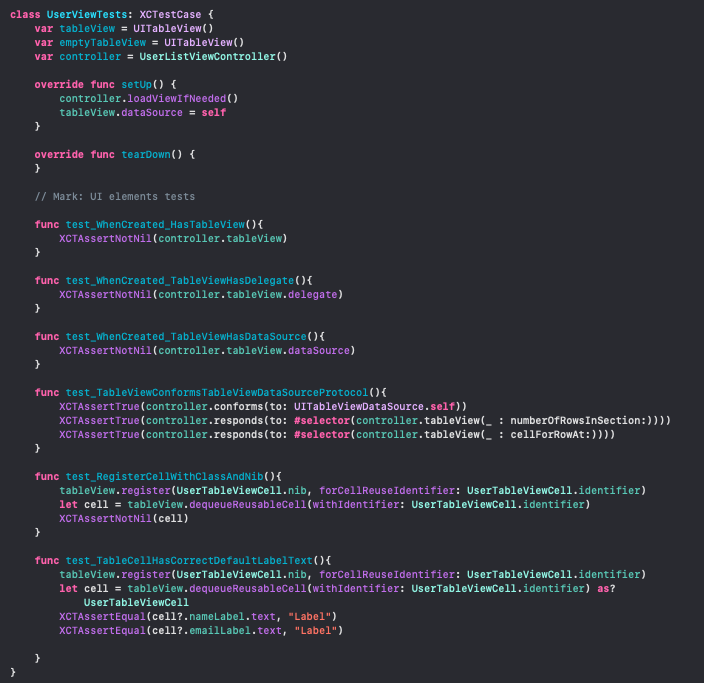 class UserViewTests: XCTestCase {
    var tableView = UITableView()
    var emptyTableView = UITableView()
    var controller = UserListViewController()

    override func setUp() {
        controller.loadViewIfNeeded()
        tableView.dataSource = self
    }

    override func tearDown() {
    }

    // Mark: UI elements tests

    func test_WhenCreated_HasTableView(){
        XCTAssertNotNil(controller.tableView)
    }

    func test_WhenCreated_TableViewHasDelegate(){
        XCTAssertNotNil(controller.tableView.delegate)
    }

    func test_WhenCreated_TableViewHasDataSource(){
        XCTAssertNotNil(controller.tableView.dataSource)
    }

    func test_TableViewConformsTableViewDataSourceProtocol(){
        XCTAssertTrue(controller.conforms(to: UITableViewDataSource.self))
        XCTAssertTrue(controller.responds(to: #selector(controller.tableView(_ : numberOfRowsInSection:))))
        XCTAssertTrue(controller.responds(to: #selector(controller.tableView(_ : cellForRowAt:))))
    }

    func test_RegisterCellWithClassAndNib(){
        tableView.register(UserTableViewCell.nib, forCellReuseIdentifier: UserTableViewCell.identifier)
        let cell = tableView.dequeueReusableCell(withIdentifier: UserTableViewCell.identifier)
        XCTAssertNotNil(cell)
    }

    func test_TableCellHasCorrectDefaultLabelText(){
        tableView.register(UserTableViewCell.nib, forCellReuseIdentifier: UserTableViewCell.identifier)
        let cell = tableView.dequeueReusableCell(withIdentifier: UserTableViewCell.identifier) as?
            UserTableViewCell
        XCTAssertEqual(cell?.nameLabel.text, "Label")
        XCTAssertEqual(cell?.emailLabel.text, "Label")

    }
}